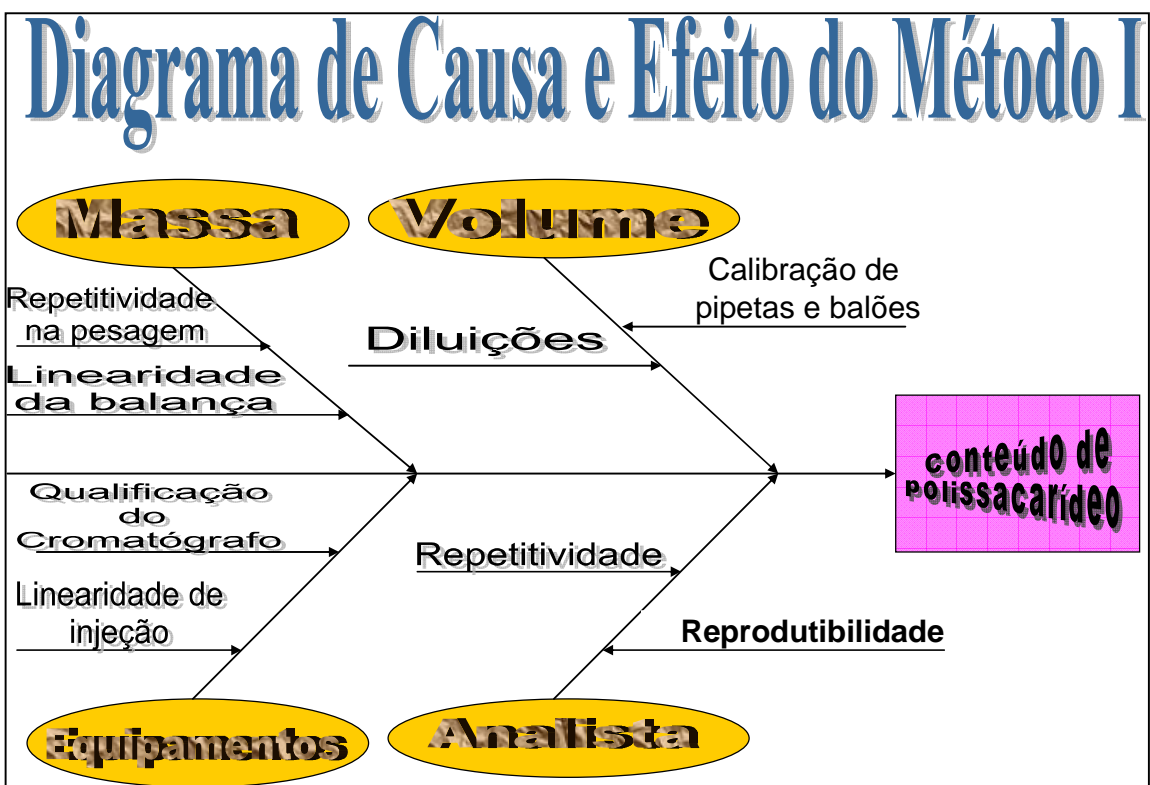 Diagrama de Causa e Efeito do Método I
Massa
Volume
Repetitividade
na pesagem
Calibração de
pipetas e balões
Diluições
Linearidade
da balança
conteúdo de
polissacarídeo
Qualificação
do
Cromatógrafo
Repetitividade
Linearidade de
injeção
Reprodutibilidade
Equipamentos
Analista